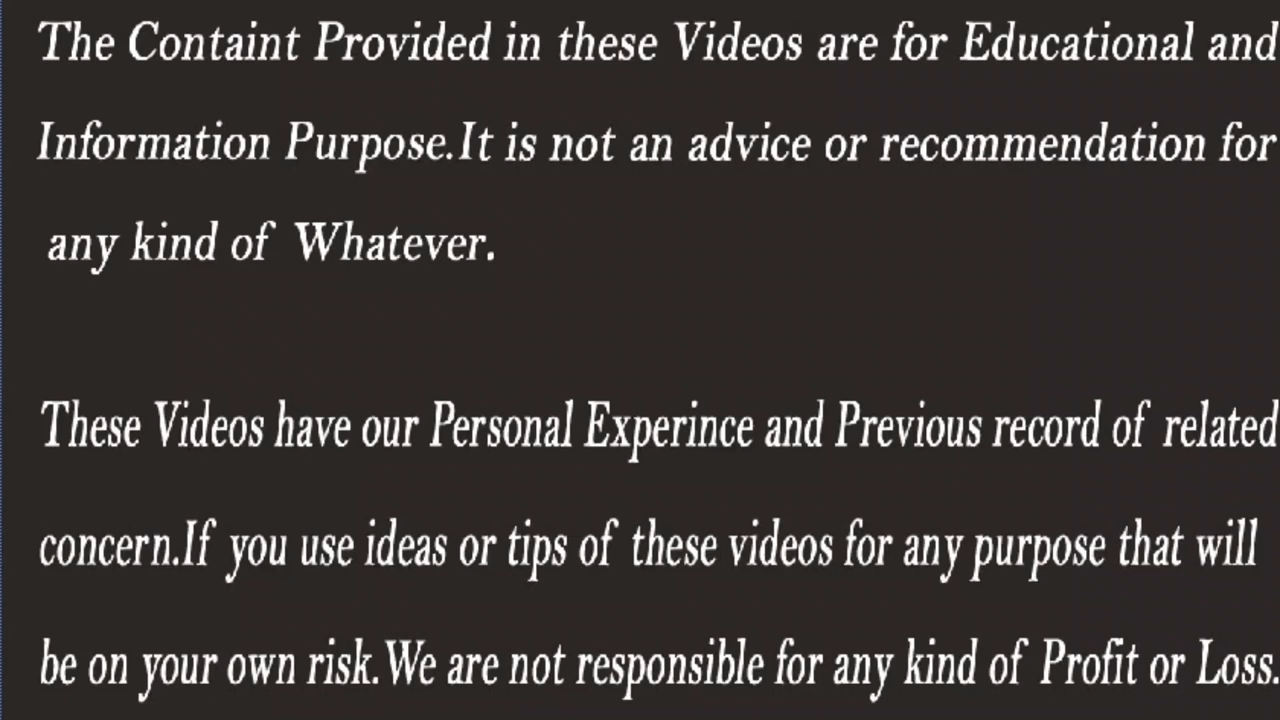 The Containt Provided in these Videos are for Educational and
Information Purpose.It is not an advice or recommendation for
any kind of Whatever.
These Videos have our Personal Experince and Previous record of related
concern.If you use ideas or tips of these videos for any purpose that will
be on your own risk.We are not responsible for any kind of Profit or Loss.